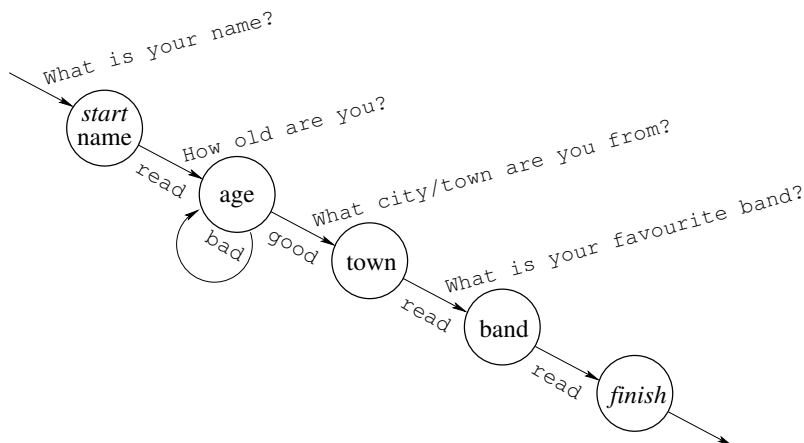 What is your name?
start
name
read
How old are you?
age
bad
good
What city/town are you from?
town
read
What is your favourite band?
band
read
finish